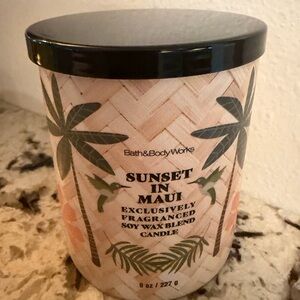 Bath&BodyWorks
SUNSET
IN
MAUI
EXCLUSIVELY
FRAGRANCED
SOY WAX BLEND
CANDLE
8 oz / 227 g